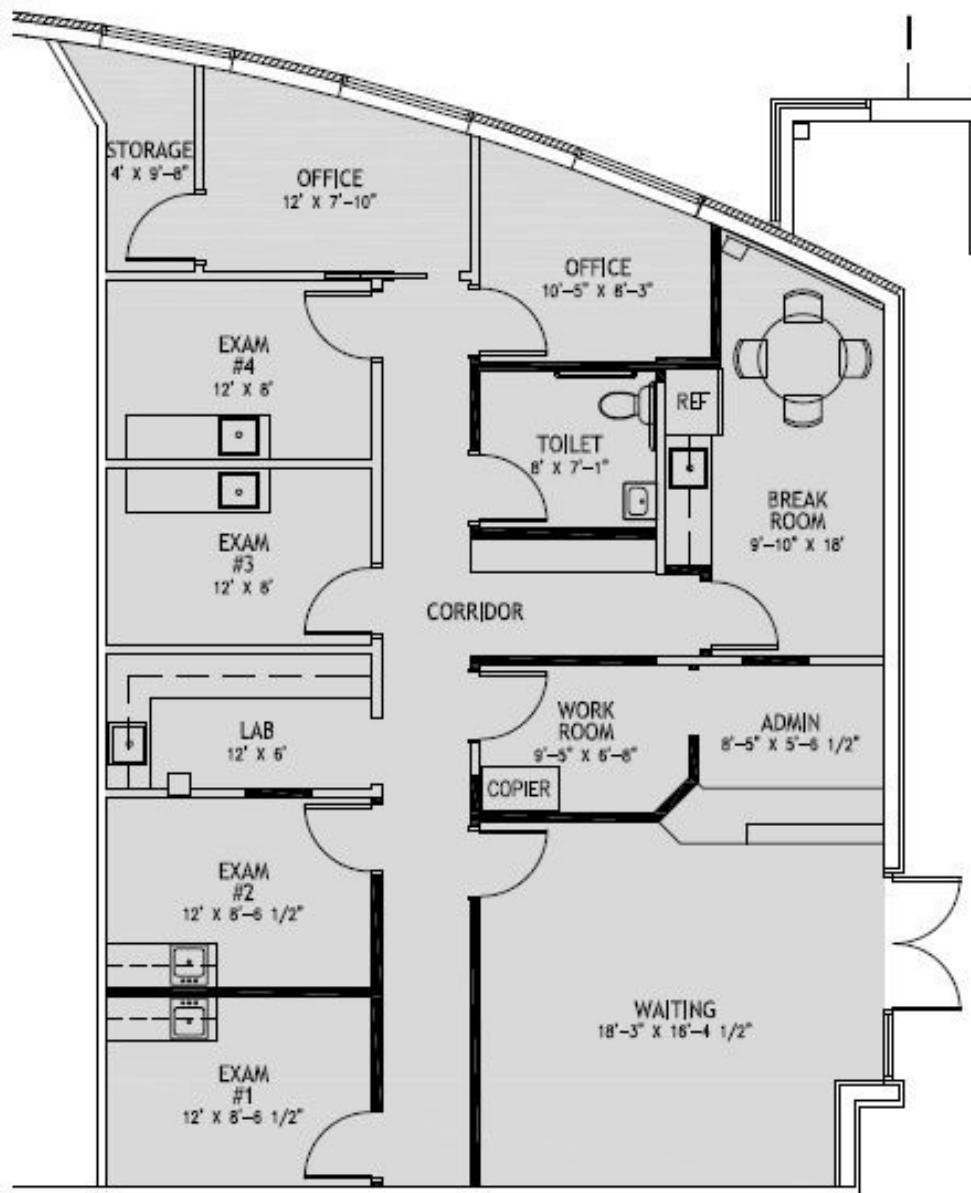 STORAGE
4' X 9'-8"
OFFICE
12' X 7'-10"
OFFICE
10'-5" X 8'-3"
EXAM
#4
12' X 8'
REF
TOILET
8' X 7'-1"
BREAK
ROOM
9'-10" X 18'
EXAM
#3
12' X 8'
CORRIDOR
LAB
12' X 6'
WORK
ROOM
9'-5" X 6'-8"
ADMIN
8'-5" X 5'-6 1/2"
COPIER
EXAM
#2
12' X 8'-6 1/2"
WAITING
18'-3" X 16'-4 1/2"
EXAM
#1
12' X 8'-6 1/2"